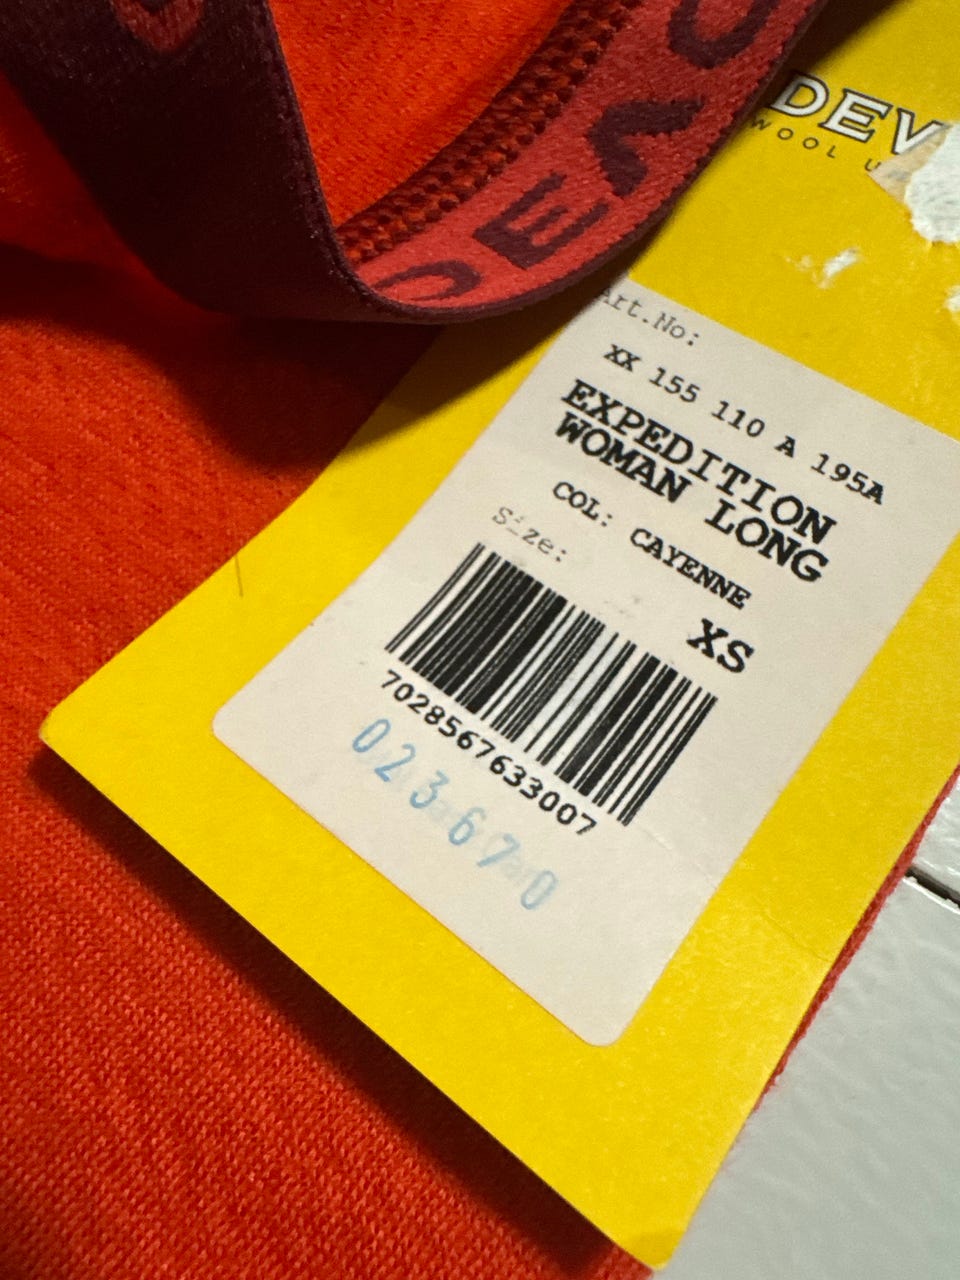 DEV
WOOL U
Art.No:
XX 155 110 A 195A
EXPEDITION
WOMAN LONG
COL: CAYENNE
Size:
XS
7028567633007
023670